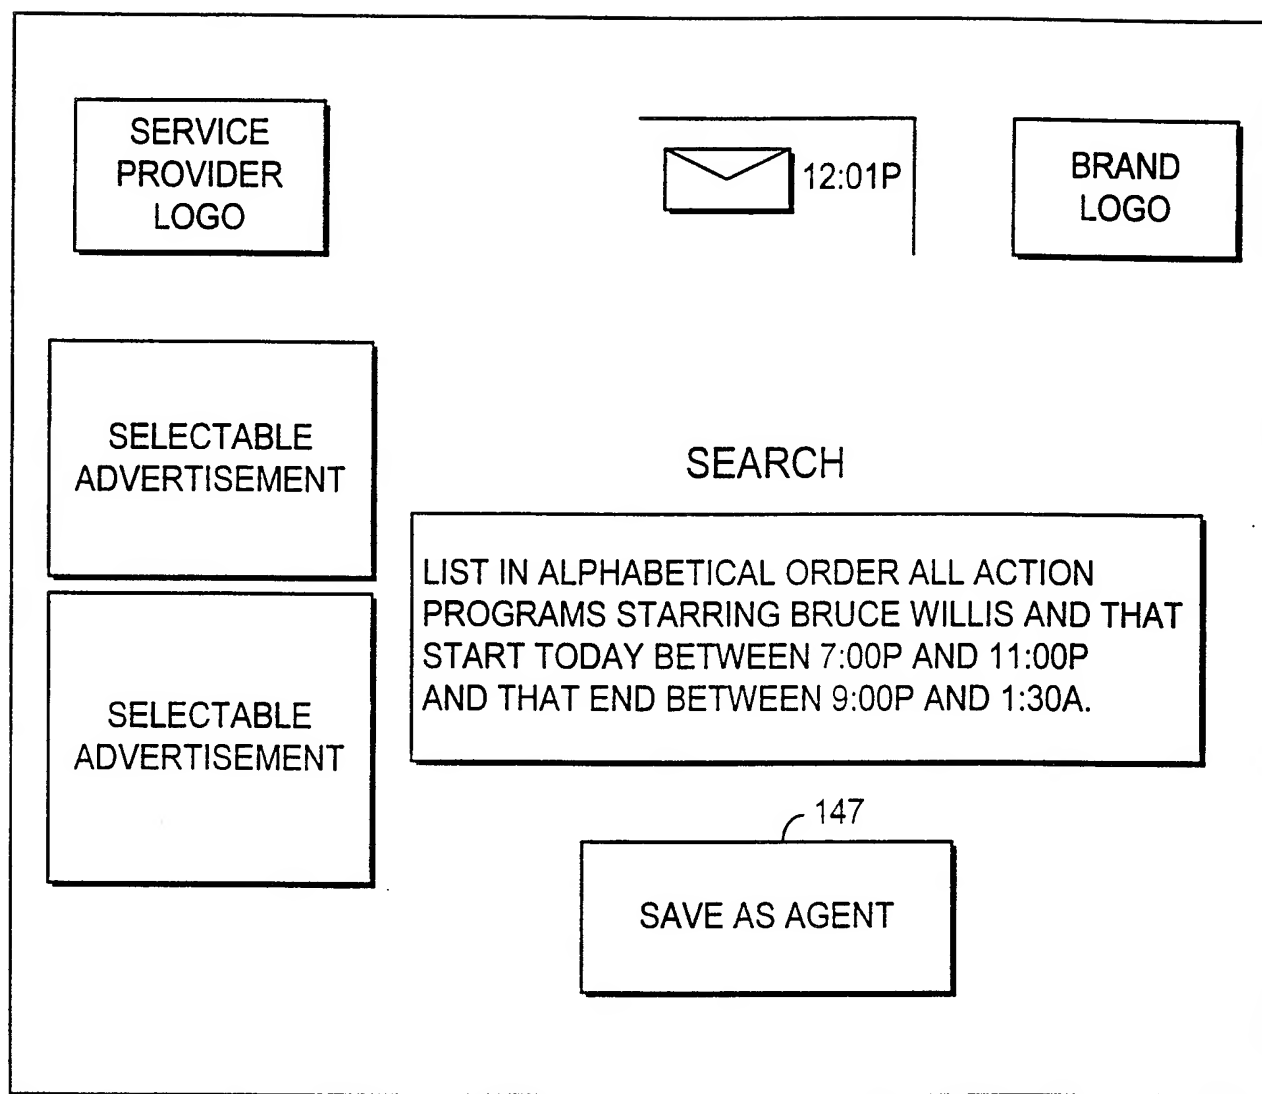 SERVICE
PROVIDER
LOGO
12:01P
BRAND
LOGO
SELECTABLE
ADVERTISEMENT
SEARCH
LIST IN ALPHABETICAL ORDER ALL ACTION
PROGRAMS STARRING BRUCE WILLIS AND THAT
START TODAY BETWEEN 7:00P AND 11:00P
AND THAT END BETWEEN 9:00P AND 1:30A.
SELECTABLE
ADVERTISEMENT
147
SAVE AS AGENT